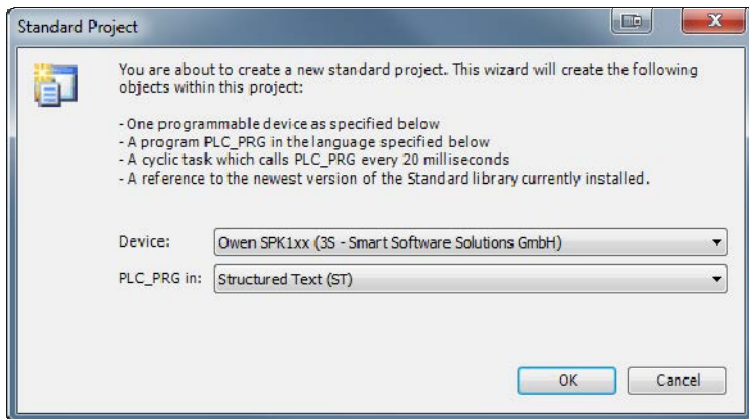 Standard Project
You are about to create a new standard project. This wizard will create the following
objects within this project:
- One programmable device as specified below
- A program PLC_PRG in the language specified below
- A cyclic task which calls PLC_PRG every 20 milliseconds
- A reference to the newest version of the Standard library currently installed.
Device: Owen SPK1xx (3S - Smart Software Solutions GmbH)
PLC_PRG in: Structured Text (ST)
OK Cancel